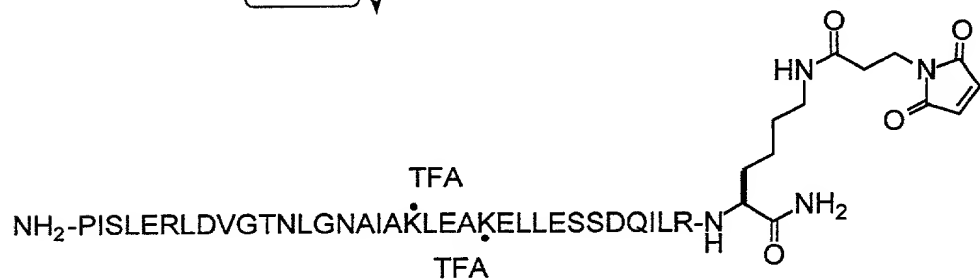 O
O
HN
N
O
TFA
NH₂-PISLERLDVGTNLGNAIAKLEAKELLESSDQILR-N
H
NH₂
O
TFA